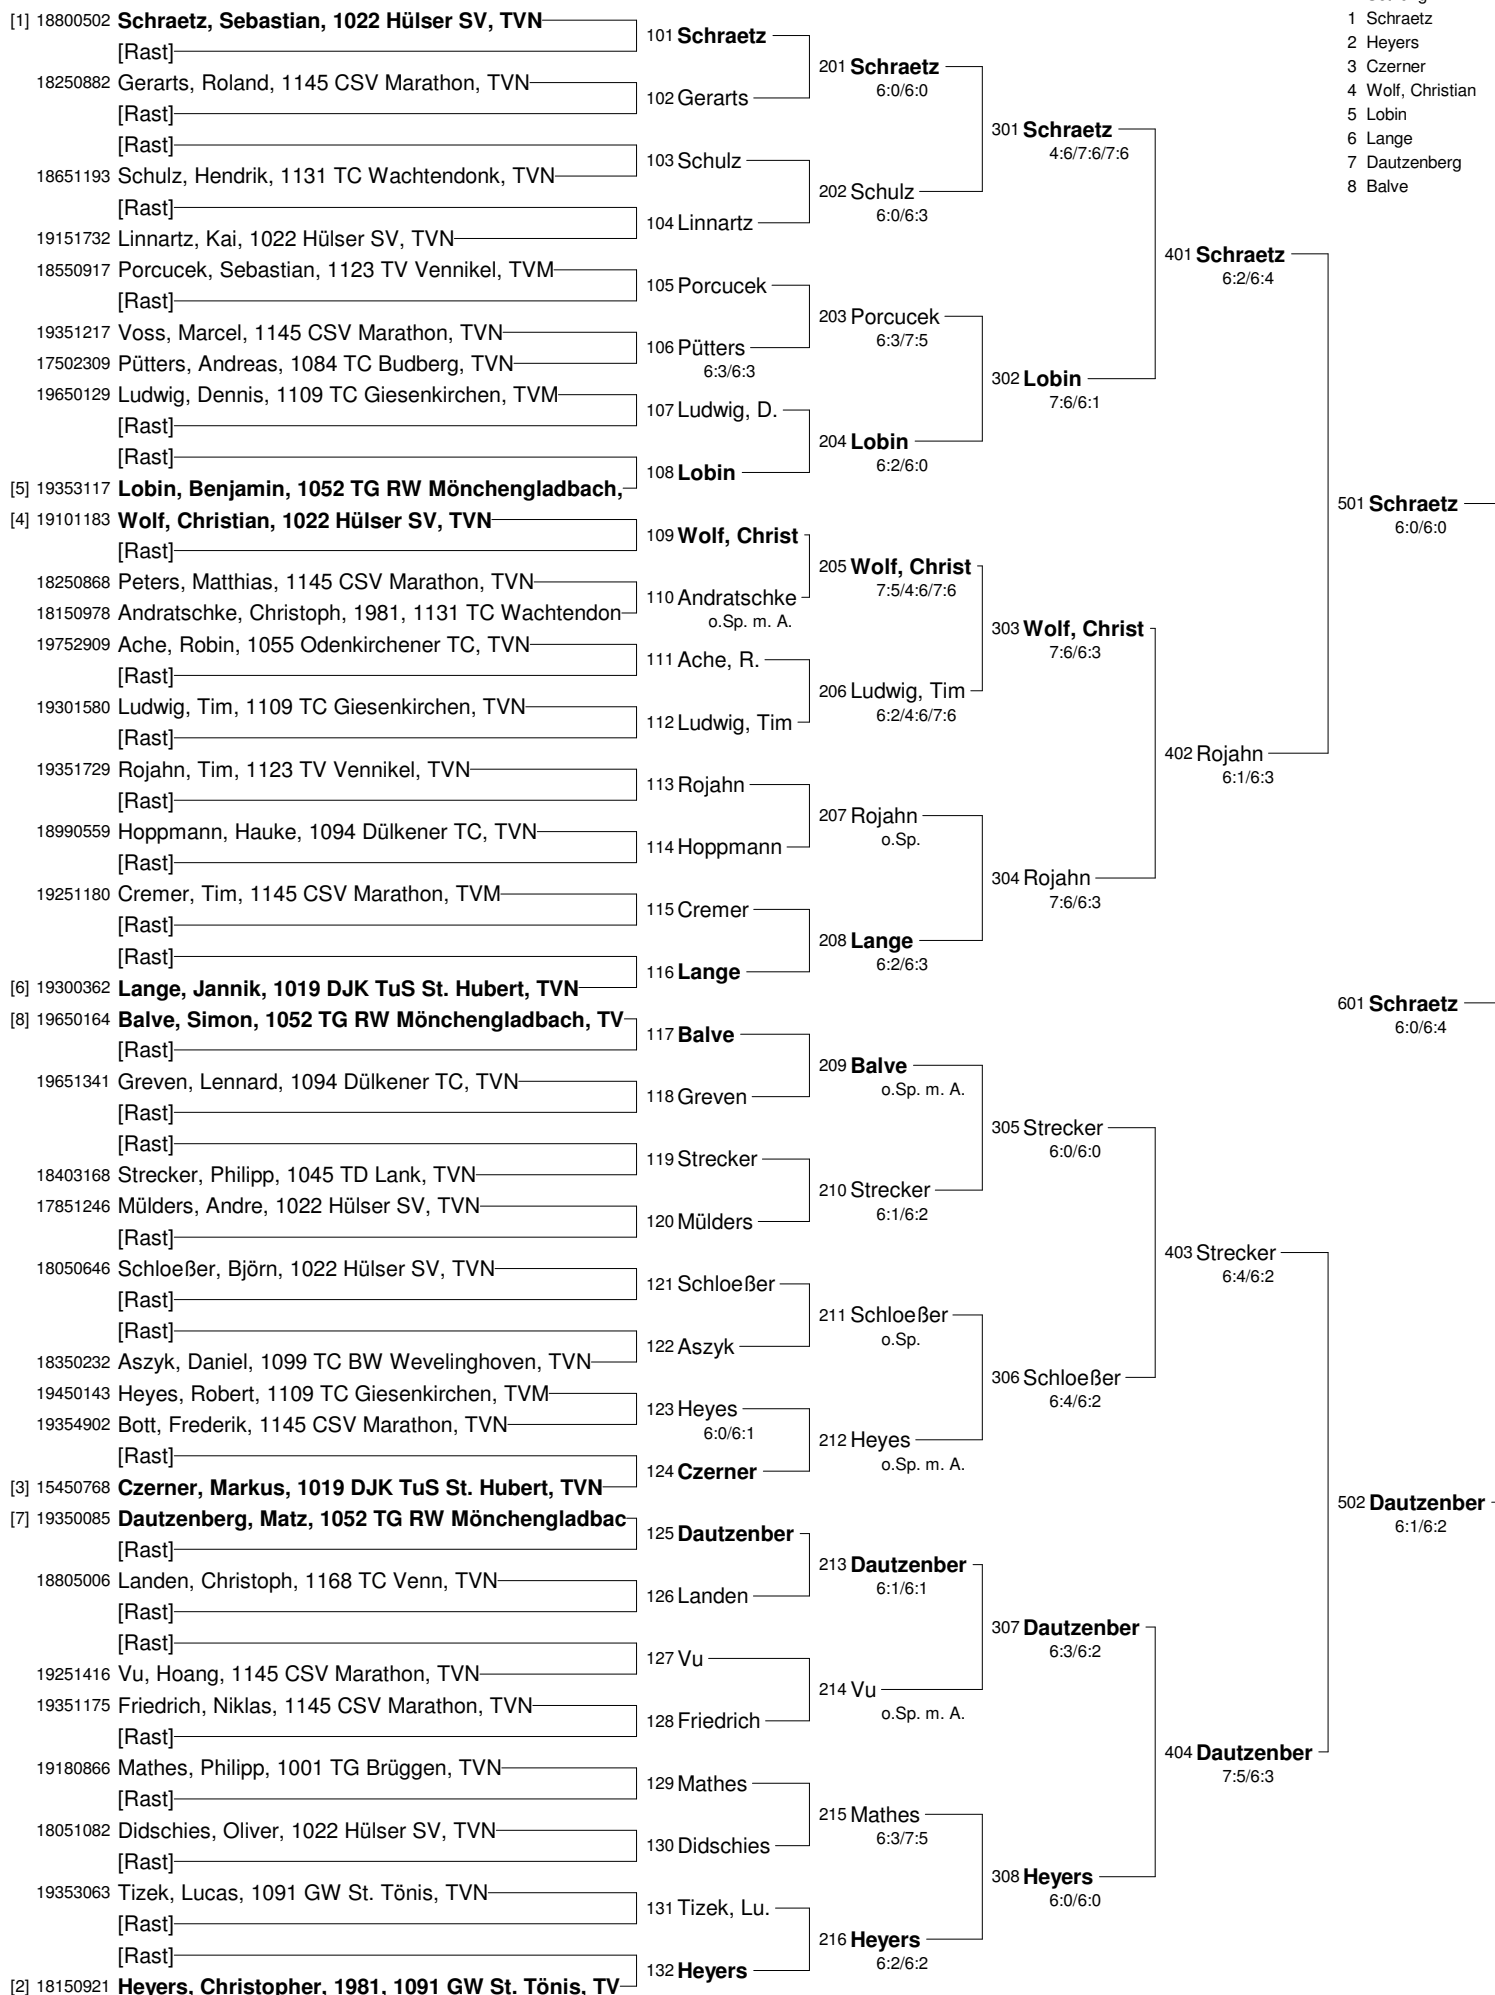 1 Schraetz
2 Heyers
3 Czerner
4 Wolf, Christian
5 Lobin
6 Lange
7 Dautzenberg
8 Balve
[1] 18800502 Schraetz, Sebastian, 1022 Hülser SV, TVN
[Rast]
18250882 Gerarts, Roland, 1145 CSV Marathon, TVN
[Rast]
[Rast]
18651193 Schulz, Hendrik, 1131 TC Wachtendonk, TVN
[Rast]
19151732 Linnartz, Kai, 1022 Hülser SV, TVN
18550917 Porcucek, Sebastian, 1123 TV Vennikel, TVM
[Rast]
19351217 Voss, Marcel, 1145 CSV Marathon, TVN
17502309 Pütters, Andreas, 1084 TC Budberg, TVN
19650129 Ludwig, Dennis, 1109 TC Giesenkirchen, TVM
[Rast]
[Rast]
[5] 19353117 Lobin, Benjamin, 1052 TG RW Mönchengladbach,
[4] 19101183 Wolf, Christian, 1022 Hülser SV, TVN
[Rast]
18250868 Peters, Matthias, 1145 CSV Marathon, TVN
18150978 Andratschke, Christoph, 1981, 1131 TC Wachtendon
19752909 Ache, Robin, 1055 Odenkirchener TC, TVN
[Rast]
19301580 Ludwig, Tim, 1109 TC Giesenkirchen, TVN
[Rast]
19351729 Rojahn, Tim, 1123 TV Vennikel, TVN
[Rast]
18990559 Hoppmann, Hauke, 1094 Dülkener TC, TVN
[Rast]
19251180 Cremer, Tim, 1145 CSV Marathon, TVM
[Rast]
[Rast]
[6] 19300362 Lange, Jannik, 1019 DJK TuS St. Hubert, TVN
[8] 19650164 Balve, Simon, 1052 TG RW Mönchengladbach, TV
[Rast]
19651341 Greven, Lennard, 1094 Dülkener TC, TVN
[Rast]
[Rast]
18403168 Strecker, Philipp, 1045 TD Lank, TVN
17851246 Mülders, Andre, 1022 Hülser SV, TVN
[Rast]
18050646 Schloeßer, Björn, 1022 Hülser SV, TVN
[Rast]
[Rast]
18350232 Aszyk, Daniel, 1099 TC BW Wevelinghoven, TVN
19450143 Heyes, Robert, 1109 TC Giesenkirchen, TVM
19354902 Bott, Frederik, 1145 CSV Marathon, TVN
[Rast]
[3] 15450768 Czerner, Markus, 1019 DJK TuS St. Hubert, TVN
[7] 19350085 Dautzenberg, Matz, 1052 TG RW Mönchengladbac
[Rast]
18805006 Landen, Christoph, 1168 TC Venn, TVN
[Rast]
[Rast]
19251416 Vu, Hoang, 1145 CSV Marathon, TVN
19351175 Friedrich, Niklas, 1145 CSV Marathon, TVN
[Rast]
19180866 Mathes, Philipp, 1001 TG Brüggen, TVN
[Rast]
18051082 Didschies, Oliver, 1022 Hülser SV, TVN
[Rast]
19353063 Tizek, Lucas, 1091 GW St. Tönis, TVN
[Rast]
[Rast]
[2] 18150921 Heyers, Christopher, 1981, 1091 GW St. Tönis, TV
101 Schraetz
102 Gerarts
103 Schulz
104 Linnartz
105 Porcucek
106 Pütters
6:3/6:3
107 Ludwig, D.
108 Lobin
109 Wolf, Christ
110 Andratschke
o.Sp. m. A.
111 Ache, R.
112 Ludwig, Tim
113 Rojahn
114 Hoppmann
115 Cremer
116 Lange
117 Balve
118 Greven
119 Strecker
120 Mülders
121 Schloeßer
122 Aszyk
123 Heyes
6:0/6:1
124 Czerner
125 Dautzenber
126 Landen
127 Vu
128 Friedrich
129 Mathes
130 Didschies
131 Tizek, Lu.
132 Heyers
201 Schraetz
6:0/6:0
202 Schulz
6:0/6:3
203 Porcucek
6:3/7:5
204 Lobin
6:2/6:0
205 Wolf, Christ
7:5/4:6/7:6
206 Ludwig, Tim
6:2/4:6/7:6
207 Rojahn
o.Sp.
208 Lange
6:2/6:3
209 Balve
o.Sp. m. A.
210 Strecker
6:1/6:2
211 Schloeßer
o.Sp.
212 Heyes
o.Sp. m. A.
213 Dautzenber
6:1/6:1
214 Vu
o.Sp. m. A.
215 Mathes
6:3/7:5
216 Heyers
6:2/6:2
301 Schraetz
4:6/7:6/7:6
302 Lobin
7:6/6:1
303 Wolf, Christ
7:6/6:3
304 Rojahn
7:6/6:3
305 Strecker
6:0/6:0
306 Schloeßer
6:4/6:2
307 Dautzenber
6:3/6:2
308 Heyers
6:0/6:0
401 Schraetz
6:2/6:4
402 Rojahn
6:1/6:3
403 Strecker
6:4/6:2
404 Dautzenber
7:5/6:3
501 Schraetz
6:0/6:0
502 Dautzenber
6:1/6:2
601 Schraetz
6:0/6:4